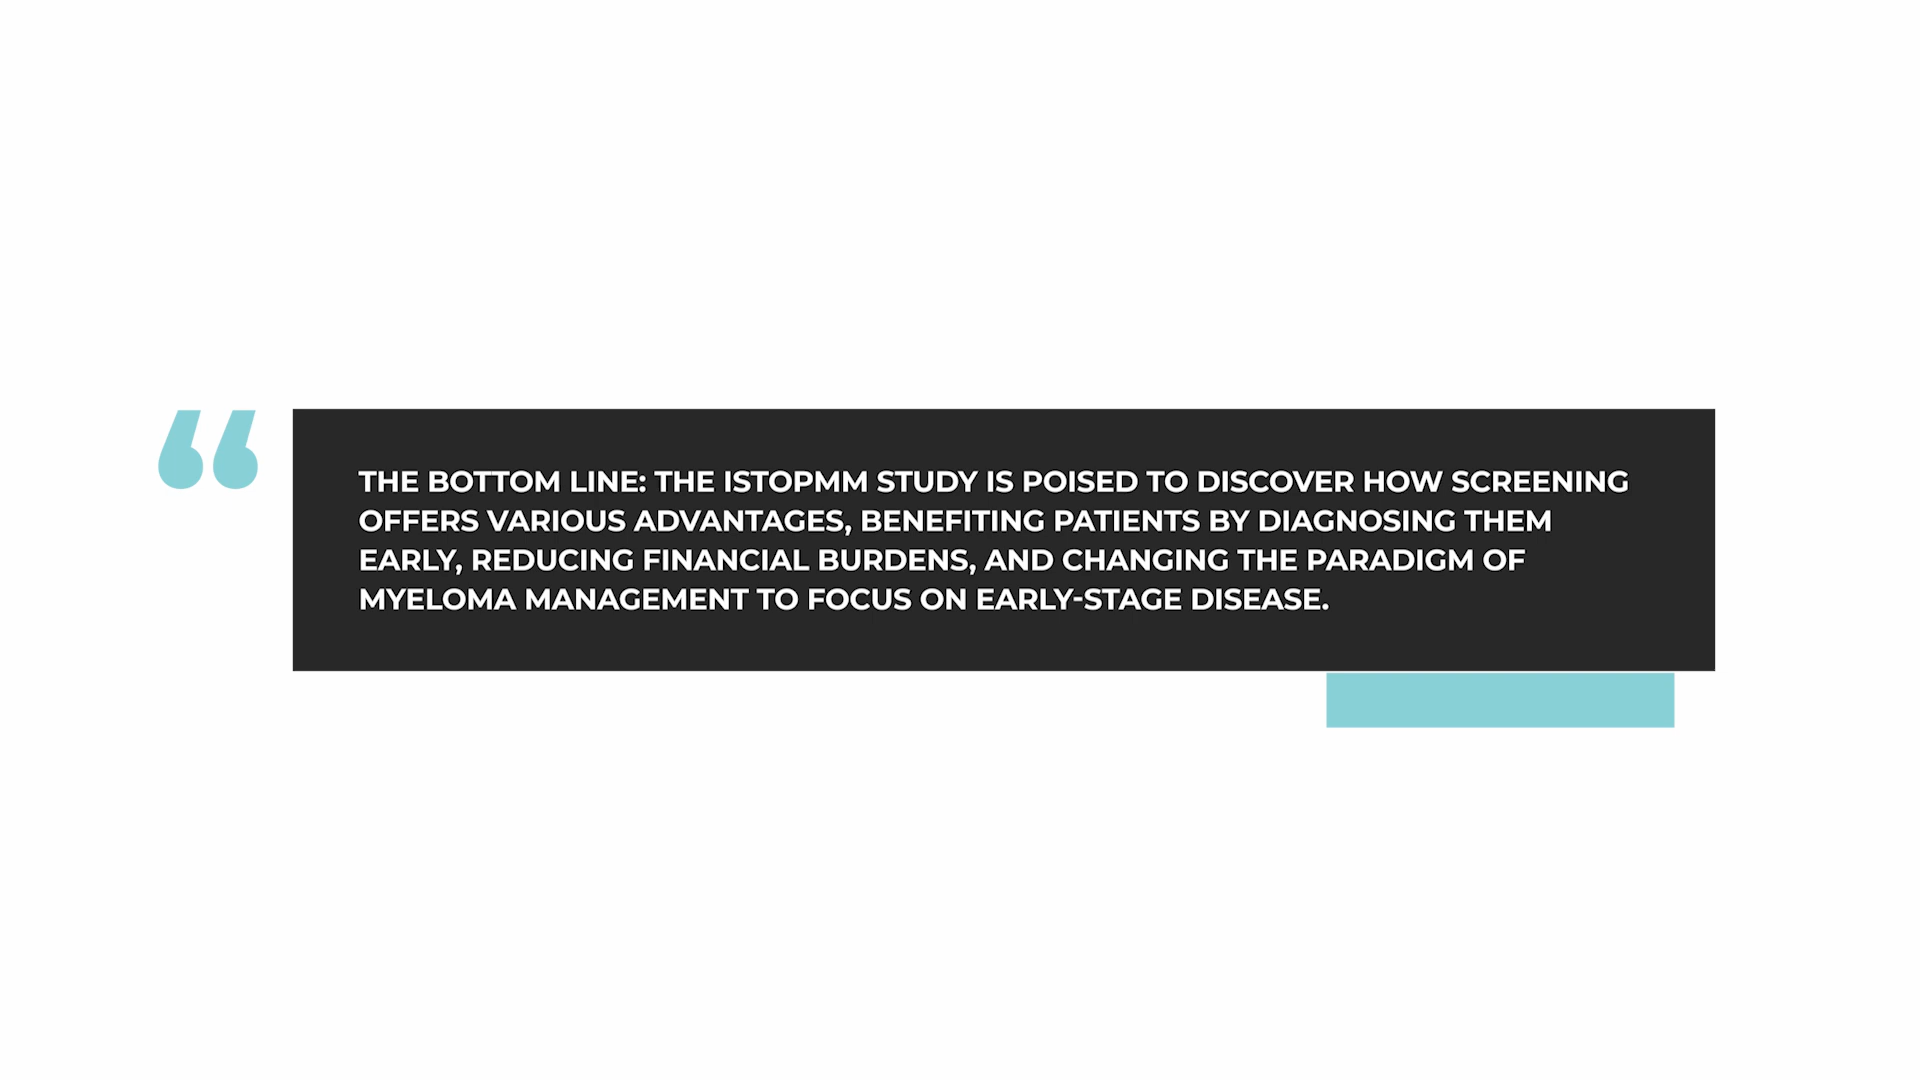 “
THE BOTTOM LINE: THE ISTOPMM STUDY IS POISED TO DISCOVER HOW SCREENING
OFFERS VARIOUS ADVANTAGES, BENEFITING PATIENTS BY DIAGNOSING THEM
EARLY, REDUCING FINANCIAL BURDENS, AND CHANGING THE PARADIGM OF
MYELOMA MANAGEMENT TO FOCUS ON EARLY-STAGE DISEASE.